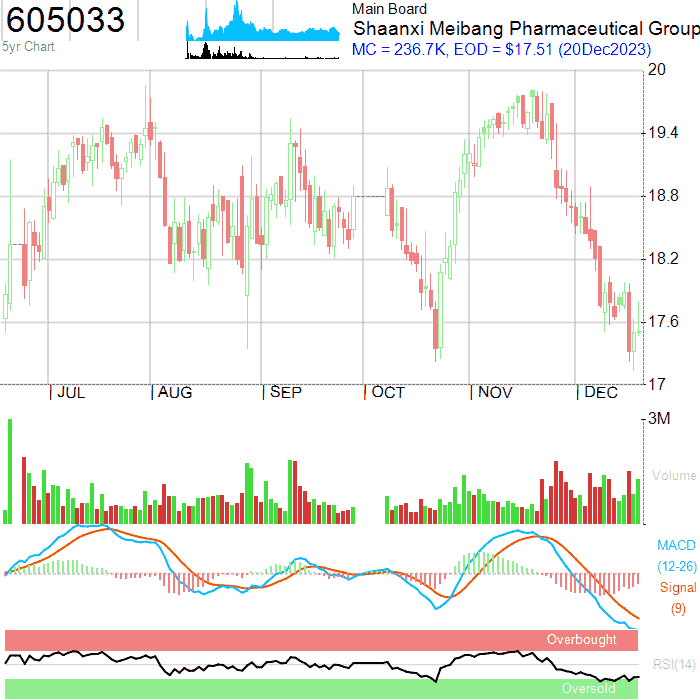 605033
5yr Chart
Main Board
Shaanxi Meibang Pharmaceutical Group
MC = 236.7K, EOD = $17.51 (20Dec2023)
20
19.4
18.8
18.2
17.6
17
JUL
AUG
SEP
OCT
NOV
DEC
3M
Volume
MACD
(12-26)
Signal
(9)
Overbought
RSI(14)
Oversold